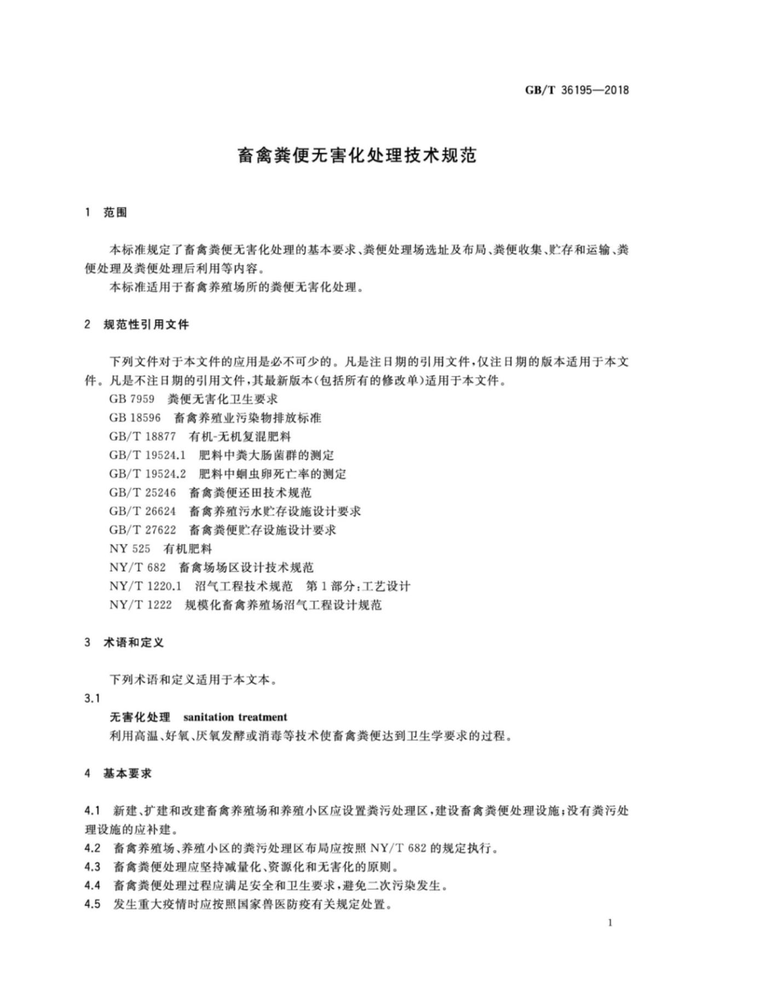 GB/T 36195—2018
畜禽粪便无害化处理技术规范
1 范围
本标准规定了畜禽粪便无害化处理的基本要求、粪便处理场选址及布局、粪便收集、贮存和运输、粪
便处理及粪便处理后利用等内容。
本标准适用于畜禽养殖场所的粪便无害化处理。
2 规范性引用文件
下列文件对于本文件的应用是必不可少的。凡是注日期的引用文件,仅注日期的版本适用于本文
件。凡是不注日期的引用文件,其最新版本(包括所有的修改单)适用于本文件。
GB 7959 粪便无害化卫生要求
GB 18596 畜禽养殖业污染物排放标准
GB/T 18877 有机-无机复混肥料
GB/T 19524.1 肥料中粪大肠菌群的测定
GB/T 19524.2 肥料中蛔虫卵死亡率的测定
GB/T 25246 畜禽粪便还田技术规范
GB/T 26624 畜禽养殖污水贮存设施设计要求
GB/T 27622 畜禽粪便贮存设施设计要求
NY 525 有机肥料
NY/T 682 畜禽场场区设计技术规范
NY/T 1220.1 沼气工程技术规范 第1部分:工艺设计
NY/T 1222 规模化畜禽养殖场沼气工程设计规范
3 术语和定义
下列术语和定义适用于本文本。
3.1
无害化处理 sanitation treatment
利用高温、好氧、厌氧发酵或消毒等技术使畜禽粪便达到卫生学要求的过程。
4 基本要求
4.1 新建、扩建和改建畜禽养殖场和养殖小区应设置粪污处理区,建设畜禽粪便处理设施;没有粪污处
理设施的应补建。
4.2 畜禽养殖场、养殖小区的粪污处理区布局应按照 NY/T 682 的规定执行。
4.3 畜禽粪便处理应坚持减量化、资源化和无害化的原则。
4.4 畜禽粪便处理过程应满足安全和卫生要求,避免二次污染发生。
4.5 发生重大疫情时应按照国家兽医防疫有关规定处置。
1